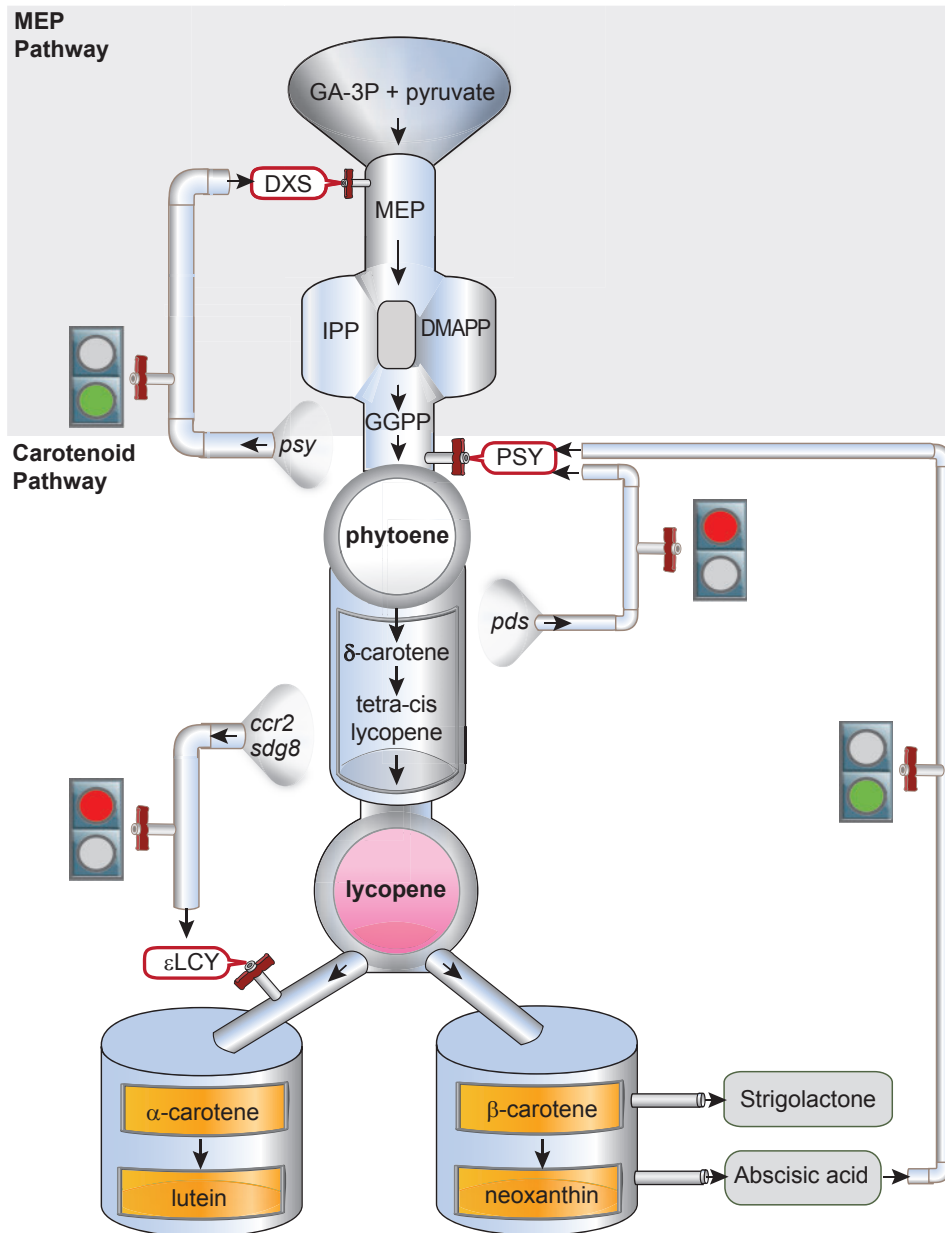 MEP
Pathway
GA-3P + pyruvate
DXS
MEP
IPP
DMAPP
GGPP
psy
Carotenoid
Pathway
PSY
phytoene
pds
δ-carotene
tetra-cis
lycopene
ccr2
sdg8
lycopene
εLCY
α-carotene
lutein
β-carotene
neoxanthin
Strigolactone
Abscisic acid